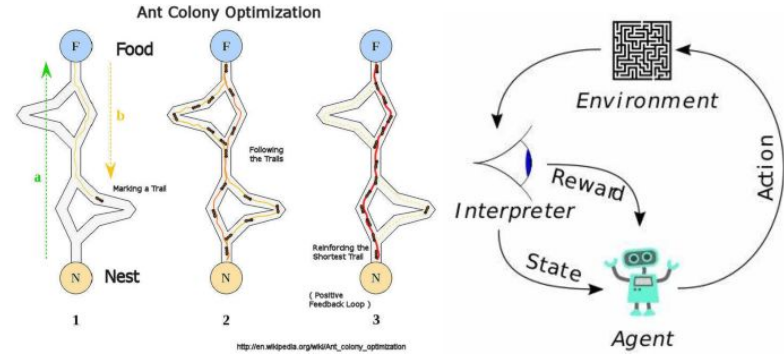 Ant Colony Optimization
F
Food
a
b
Marking a Trail
N
Nest
1
F
Following
the Trails
N
2
F
Reinforcing the
Shortest Trail
( Positive
Feedback Loop )
N
3
http://en.wikipedia.org/wiki/Ant_colony_optimization
Environment
Interpreter
Reward
State
Action
Agent